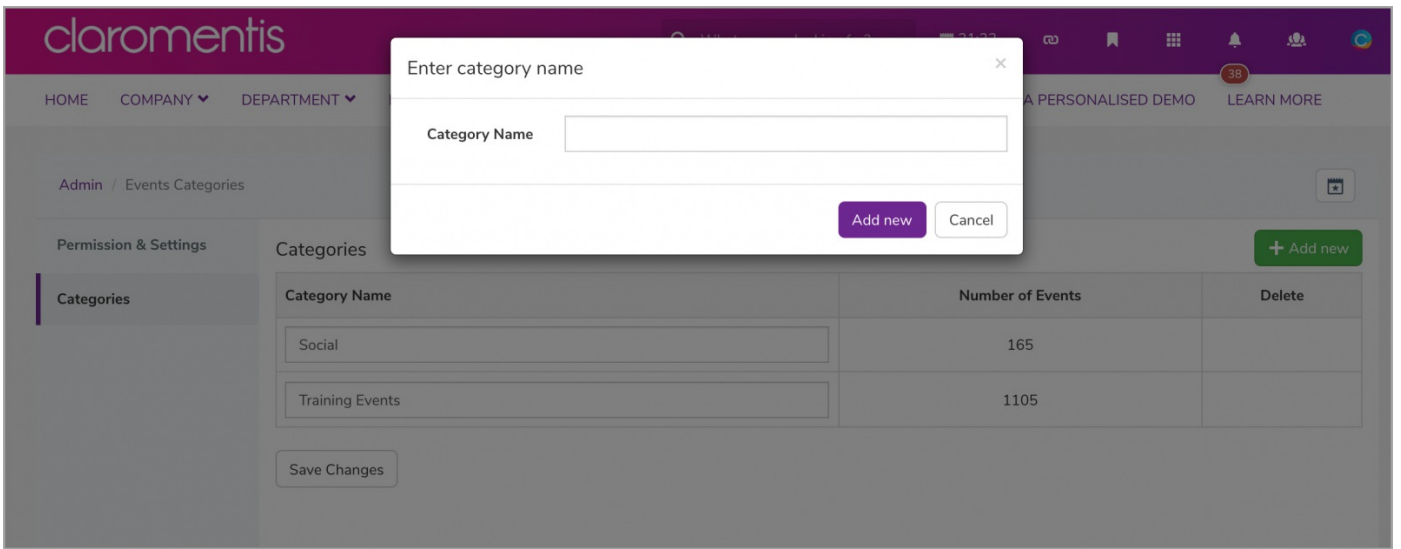 claromentis
38
HOME COMPANY DEPARTMENT A PERSONALISED DEMO LEARN MORE
Enter category name ×
Category Name
Add new Cancel
Admin / Events Categories
Permission & Settings
Categories
Categories
+ Add new
Category Name Number of Events Delete
Social 165
Training Events 1105
Save Changes